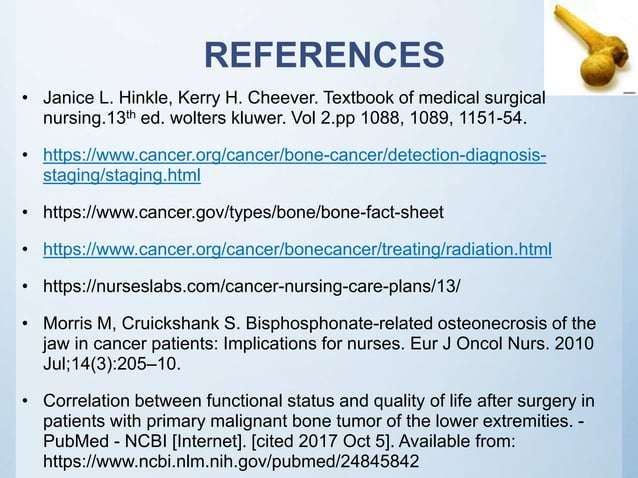 REFERENCES
• Janice L. Hinkle, Kerry H. Cheever. Textbook of medical surgical
nursing.13th ed. wolters kluwer. Vol 2.pp 1088, 1089, 1151-54.
• https://www.cancer.org/cancer/bone-cancer/detection-diagnosis-
staging/staging.html
• https://www.cancer.gov/types/bone/bone-fact-sheet
• https://www.cancer.org/cancer/bonecancer/treating/radiation.html
• https://nurseslabs.com/cancer-nursing-care-plans/13/
• Morris M, Cruickshank S. Bisphosphonate-related osteonecrosis of the
jaw in cancer patients: Implications for nurses. Eur J Oncol Nurs. 2010
Jul;14(3):205–10.
• Correlation between functional status and quality of life after surgery in
patients with primary malignant bone tumor of the lower extremities. -
PubMed - NCBI [Internet]. [cited 2017 Oct 5]. Available from:
https://www.ncbi.nlm.nih.gov/pubmed/24845842